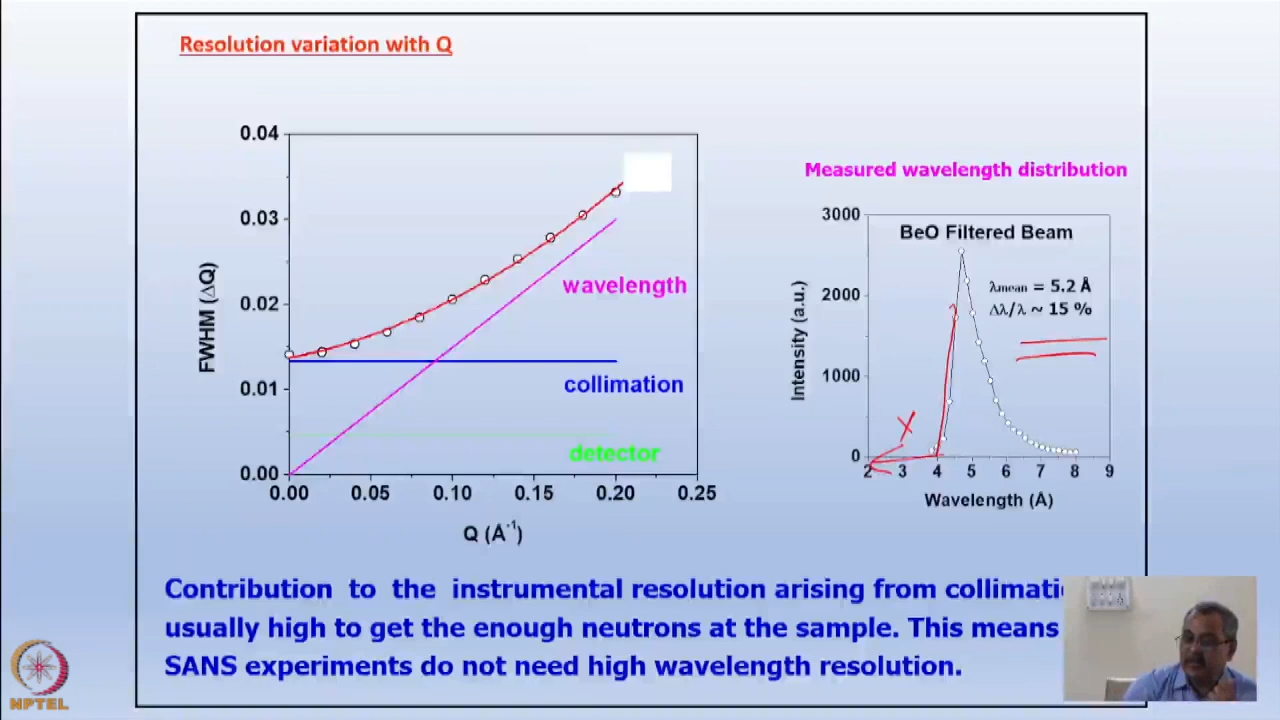 Resolution variation with Q
0.04
0.03
0.02
0.01
0.00
FWHM (ΔQ)
wavelength
collimation
detector
0.00 0.05 0.10 0.15 0.20 0.25
Q (Å⁻¹)
Measured wavelength distribution
3000
2000
1000
0
Intensity (a.u.)
BeO Filtered Beam
λmean = 5.2 Å
Δλ/λ ~ 15 %
X
2 3 4 5 6 7 8 9
Wavelength (Å)
Contribution to the instrumental resolution arising from
usually high to get the enough neutrons at the sample. This means
SANS experiments do not need high wavelength resolution.
NPTEL